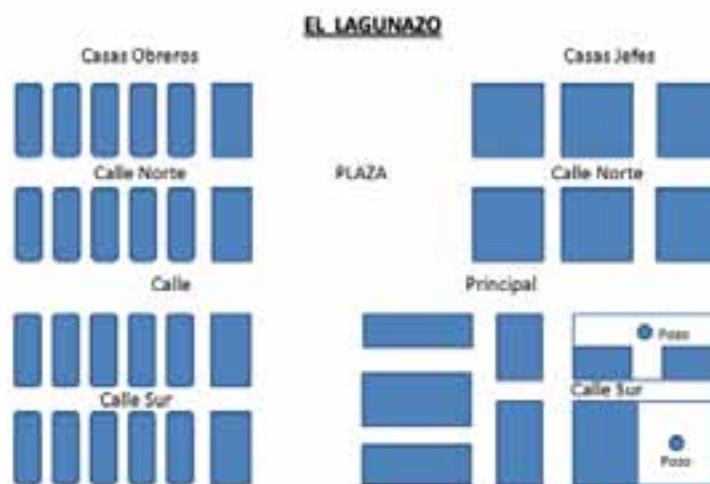 EL LAGUNAZO
Casas Obreros
Casas Jefes
Calle Norte
PLAZA
Calle Norte
Calle
Principal
Pozo
Calle Sur
Calle Sur
Pozo